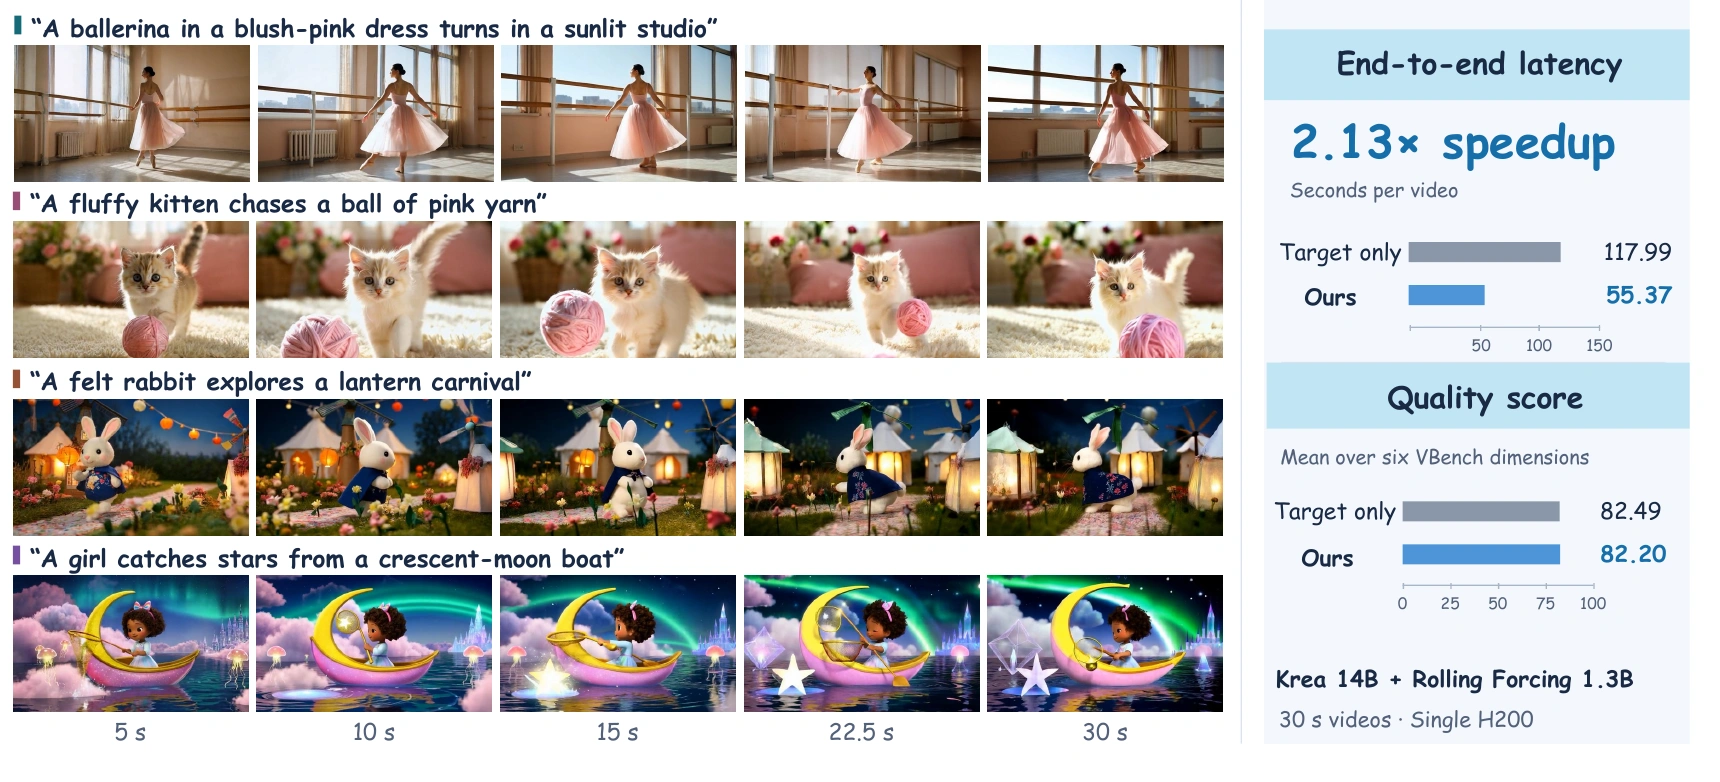 “A ballerina in a blush-pink dress turns in a sunlit studio”
“A fluffy kitten chases a ball of pink yarn”
“A felt rabbit explores a lantern carnival”
“A girl catches stars from a crescent-moon boat”
5 s 10 s 15 s 22.5 s 30 s
End-to-end latency
2.13× speedup
Seconds per video
Target only 117.99
Ours 55.37
50 100 150
Quality score
Mean over six VBench dimensions
Target only 82.49
Ours 82.20
0 25 50 75 100
Krea 14B + Rolling Forcing 1.3B
30 s videos · Single H200